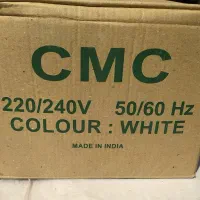 CMC
220/240V 50/60 Hz
COLOUR : WHITE
MADE IN INDIA